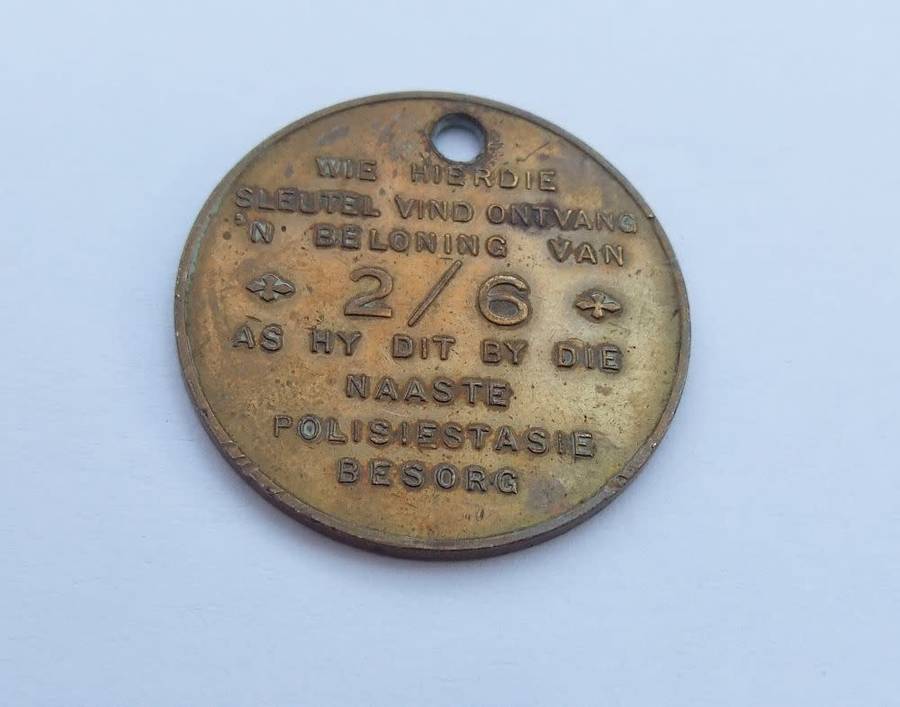 WIE HIERDIE
SLEUTEL VIND ONTVANG
'N BELONING VAN
2/6
AS HY DIT BY DIE
NAASTE
POLISIESTASIE
BESORG